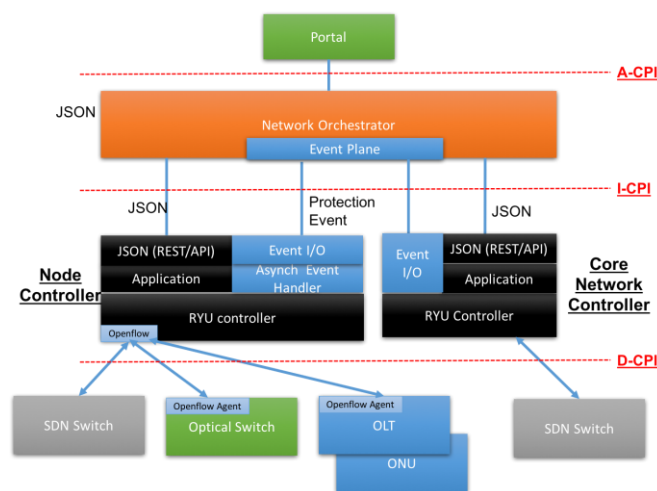 Portal
A-CPI
JSON
Network Orchestrator
Event Plane
I-CPI
JSON
Protection
Event
JSON
Node
Controller
JSON (REST/API)
Event I/O
Application
Asynch Event
Handler
RYU controller
Openflow
Event
I/O
JSON (REST/API)
Application
RYU Controller
Core
Network
Controller
D-CPI
SDN Switch
Openflow Agent
Optical Switch
Openflow Agent
OLT
ONU
SDN Switch